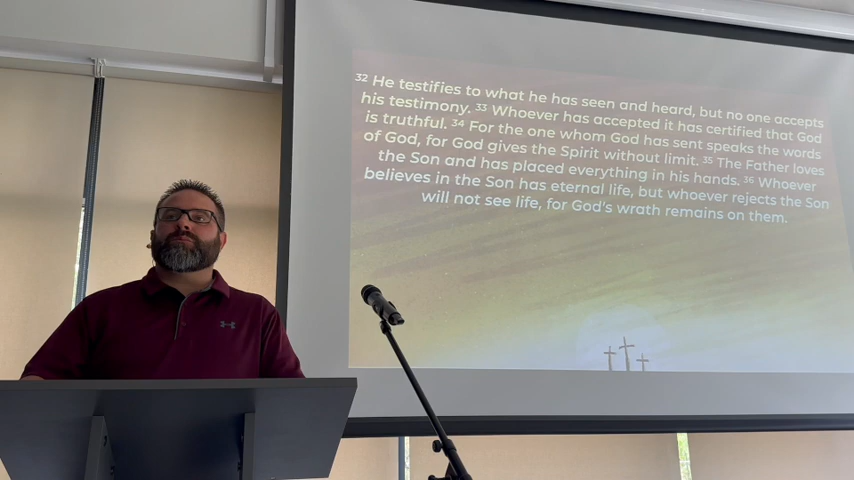 32 He testifies to what he has seen and heard, but no one accepts
his testimony. 33 Whoever has accepted it has certified that God
is truthful. 34 For the one whom God has sent speaks the words
of God, for God gives the Spirit without limit. 35 The Father loves
the Son and has placed everything in his hands. 36 Whoever
believes in the Son has eternal life, but whoever rejects the Son
will not see life, for God's wrath remains on them.